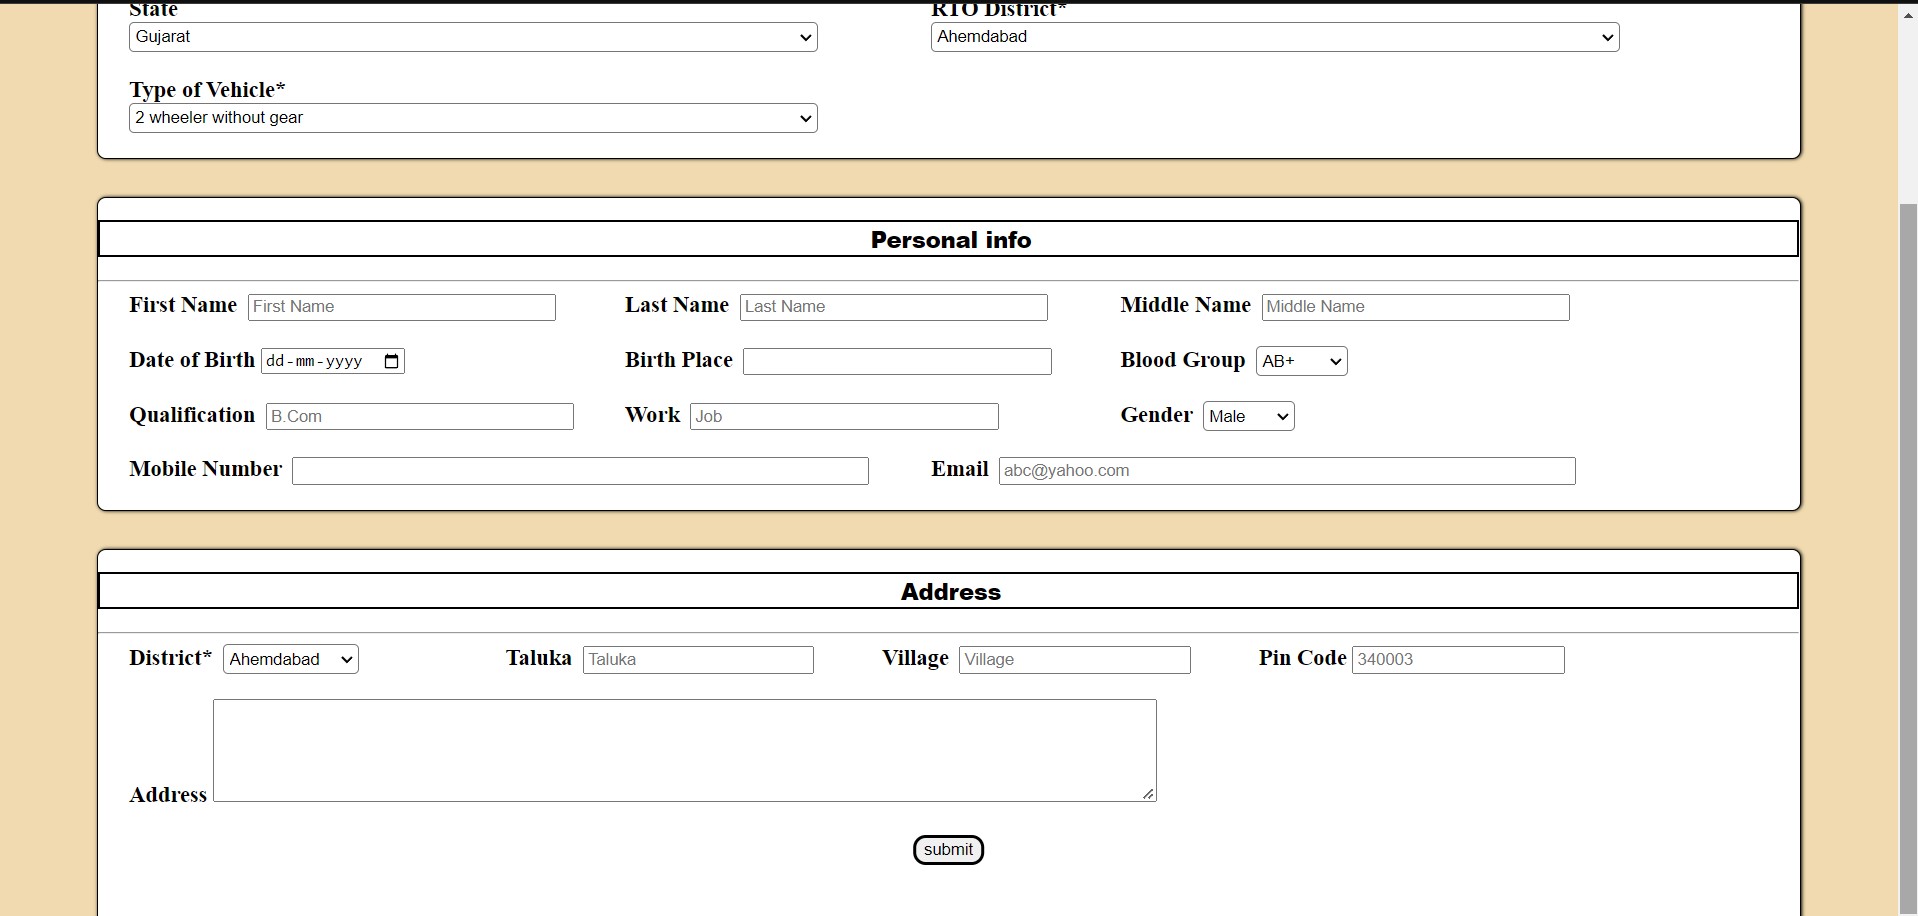 State RTO District*
Gujarat Ahemdabad
Type of Vehicle*
2 wheeler without gear
Personal info
First Name First Name Last Name Last Name Middle Name Middle Name
Date of Birth dd-mm-yyyy Birth Place Blood Group AB+
Qualification B.Com Work Job Gender Male
Mobile Number Email abc@yahoo.com
Address
District* Ahemdabad Taluka Taluka Village Village Pin Code 340003
Address
submit